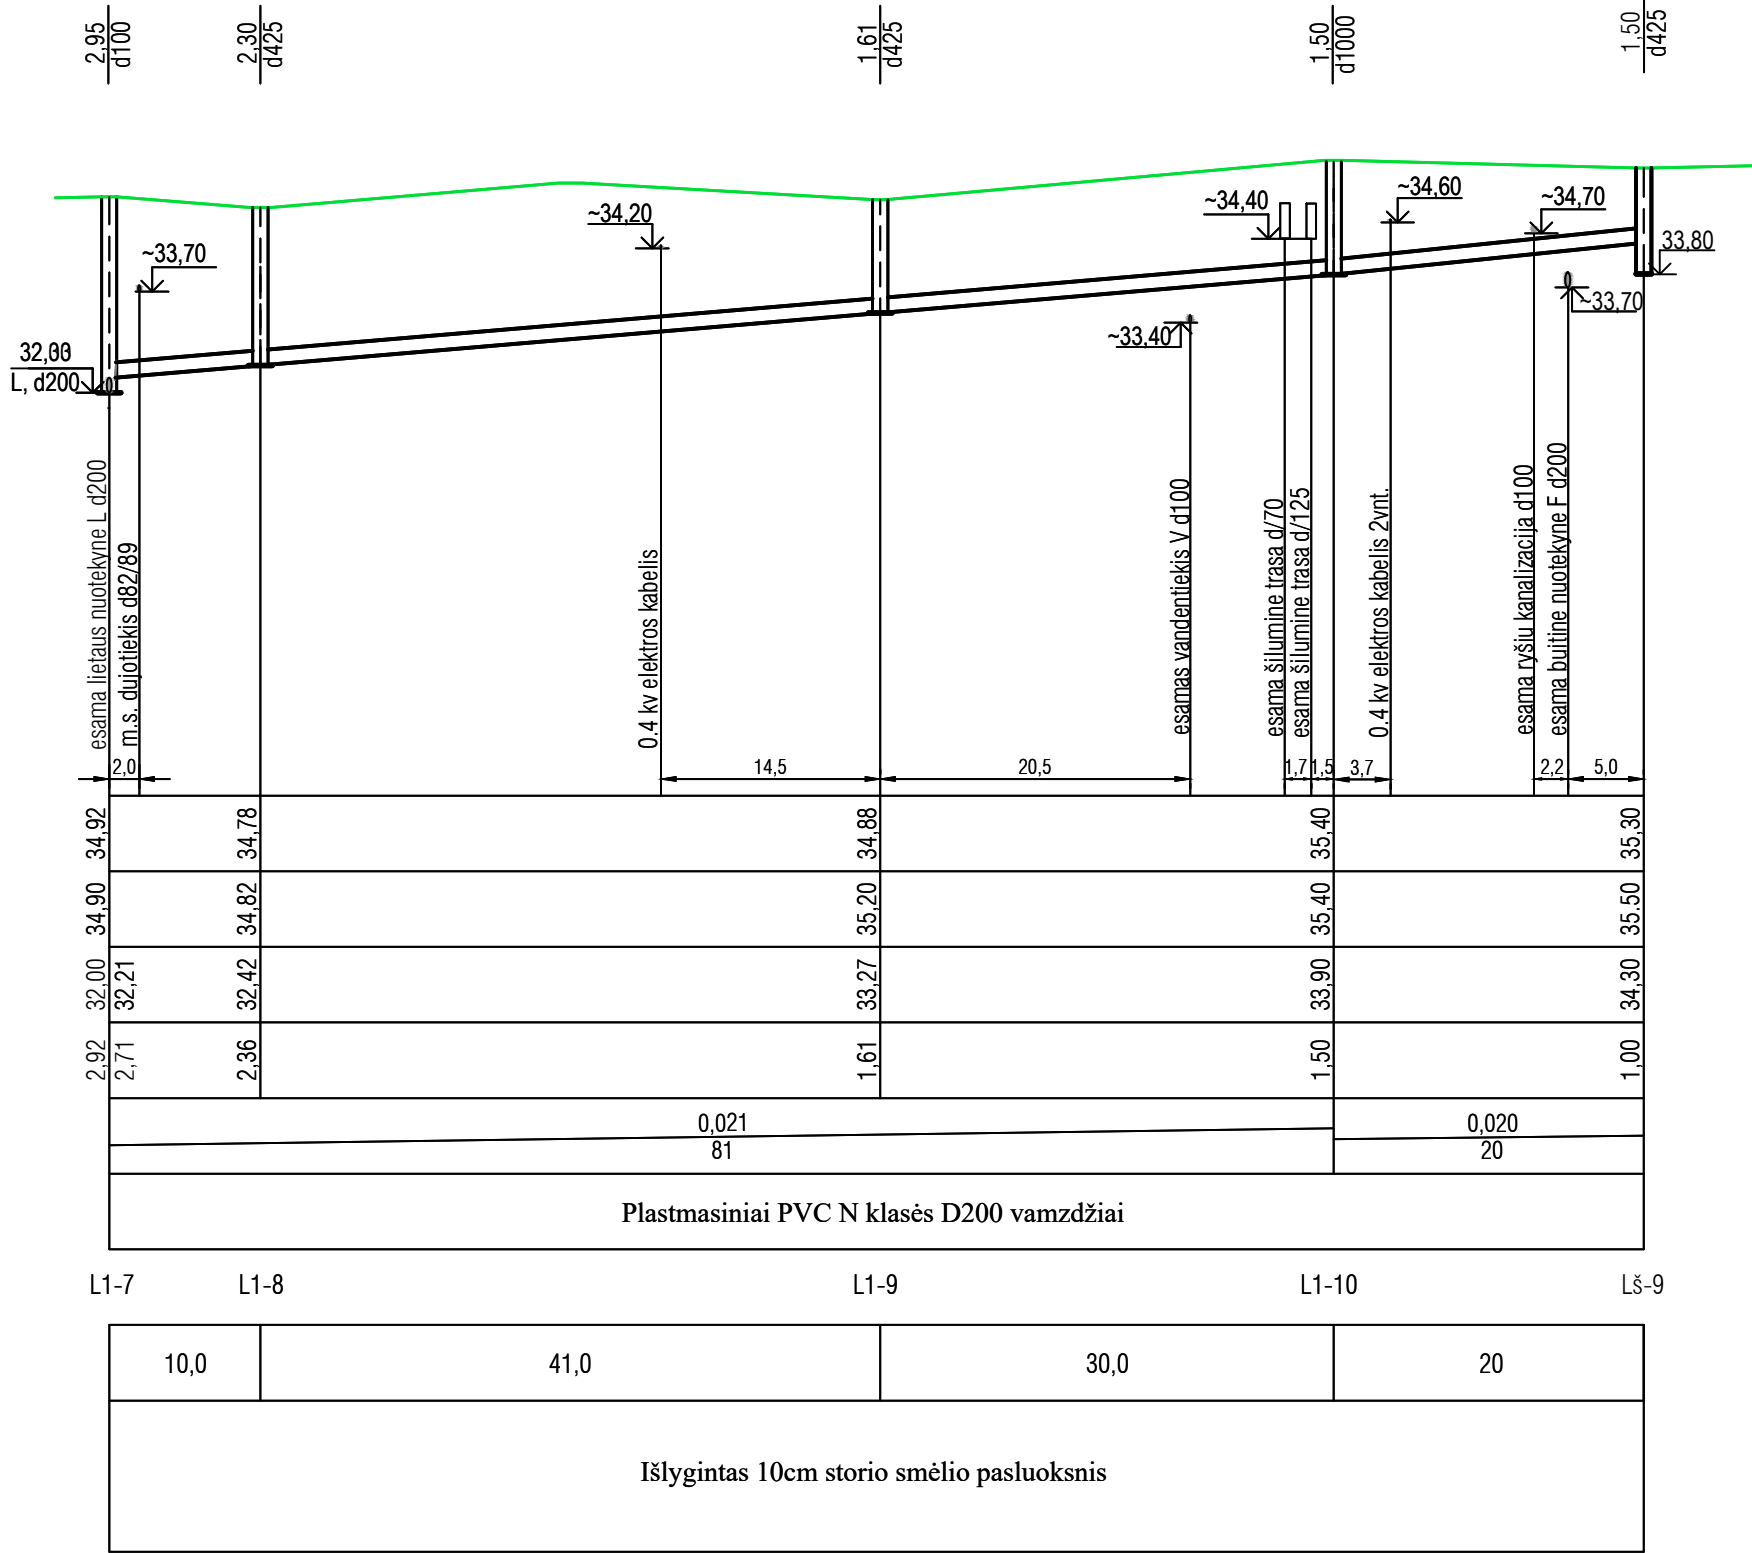 2,95
d100
2,30
d425
1,61
d425
1,50
d1000
1,50
d425
~33,70
~34,20
~34,40
~34,60
~34,70
33,80
~33,70
~33,40
L, d200
esama lietaus nuotekyne L d200
m.s. dujotiekis d82/89
0.4 kv elektros kabelis
esamas vandentiekis V d100
esama šilumine trasa d/70
esama šilumine trasa d/125
0.4 kv elektros kabelis 2vnt.
esama ryšiu kanalizacija d100
esama buitine nuotekyne F d200
2,0
14,5
20,5
1,7
1,5
3,7
2,2
5,0
34,92
34,78
34,88
35,40
35,30
34,90
34,82
35,20
35,40
35.50
32,00
32,21
32,42
33,27
33,90
34,30
2,92
2,71
2,36
1,61
1,50
1,00
0,021
81
0,020
20
Plastmasiniai PVC N klasės D200 vamzdžiai
L1-7
L1-8
L1-9
L1-10
Lš-9
10,0
41,0
30,0
20
Išlygintas 10cm storio smėlio pasluoksnis